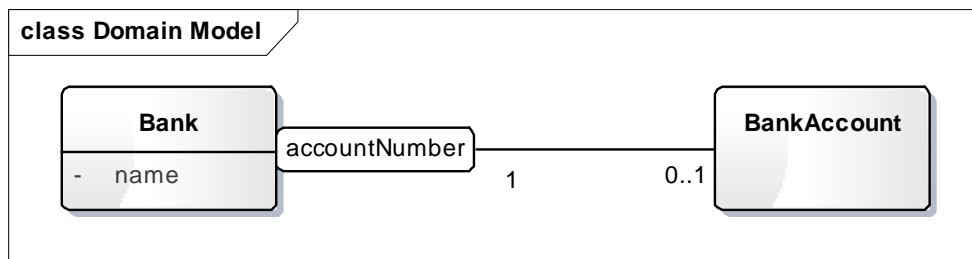 class Domain Model
Bank
- name
accountNumber
1
0..1
BankAccount